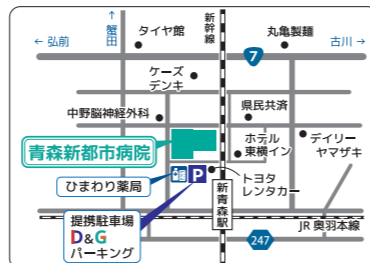 ← 弘前
↑
蟹田
タイヤ館
新幹線
丸亀製麺
古川 →
7
ケーズ
デンキ
中野脳神経外科
県民共済
青森新都市病院
ホテル
東横イン
デイリー
ヤマザキ
ひまわり薬局
P
トヨタ
レンタカー
新青森駅
提携駐車場
D&G
パーキング
247
JR 奥羽本線